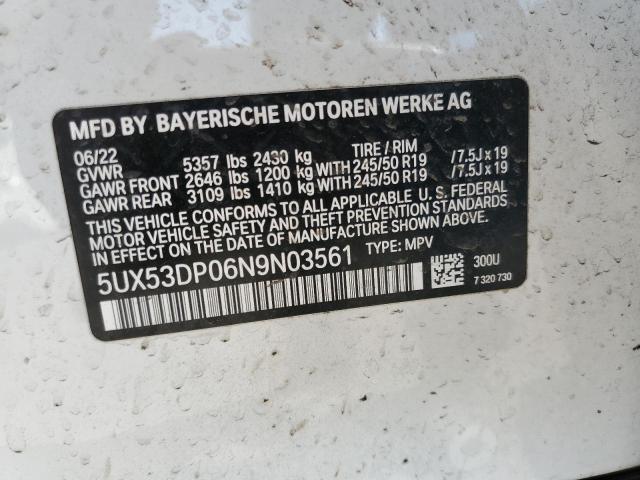 MFD BY BAYERISCHE MOTOREN WERKE AG
06/22 TIRE / RIM
GVWR 5357 lbs 2430 kg
GAWR FRONT 2646 lbs 1200 kg WITH 245/50 R19 /7.5J x 19
GAWR REAR 3109 lbs 1410 kg WITH 245/50 R19 /7.5J x 19
THIS VEHICLE CONFORMS TO ALL APPLICABLE U. S. FEDERAL
MOTOR VEHICLE SAFETY AND THEFT PREVENTION STANDARDS
IN EFFECT ON THE DATE OF MANUFACTURE SHOWN ABOVE.
5UX53DP06N9N03561 TYPE: MPV
300U
7 320 730